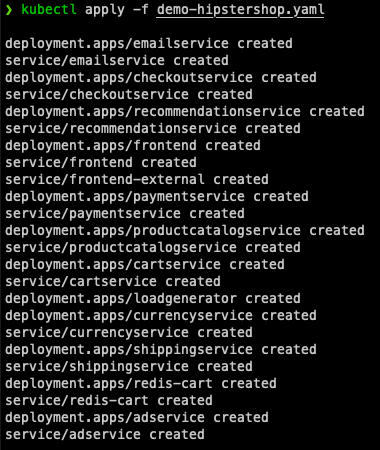 ❯ kubectl apply -f demo-hipstershop.yaml
deployment.apps/emailservice created
service/emailservice created
deployment.apps/checkoutservice created
service/checkoutservice created
deployment.apps/recommendationservice created
service/recommendationservice created
deployment.apps/frontend created
service/frontend created
service/frontend-external created
deployment.apps/paymentservice created
service/paymentservice created
deployment.apps/productcatalogservice created
service/productcatalogservice created
deployment.apps/cartservice created
service/cartservice created
deployment.apps/loadgenerator created
deployment.apps/currencyservice created
service/currencyservice created
deployment.apps/shippingservice created
service/shippingservice created
deployment.apps/redis-cart created
service/redis-cart created
deployment.apps/adservice created
service/adservice created